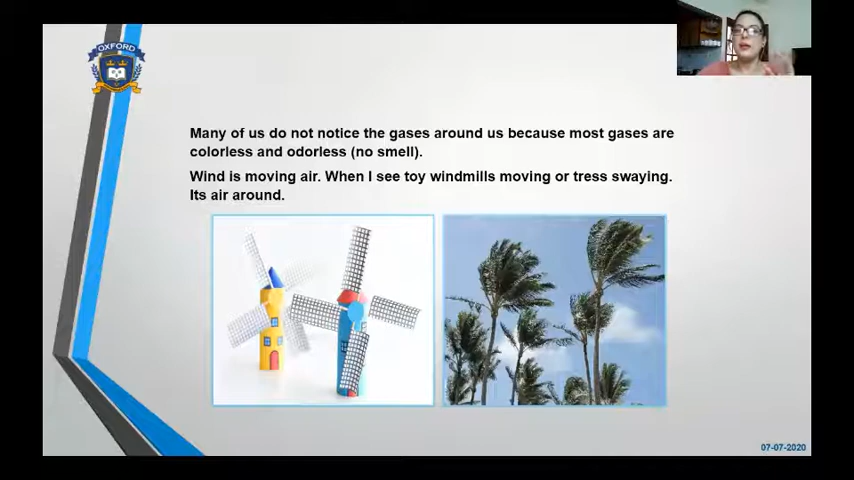 OXFORD
Many of us do not notice the gases around us because most gases are
colorless and odorless (no smell).
Wind is moving air. When I see toy windmills moving or tress swaying.
Its air around.
07-07-2020